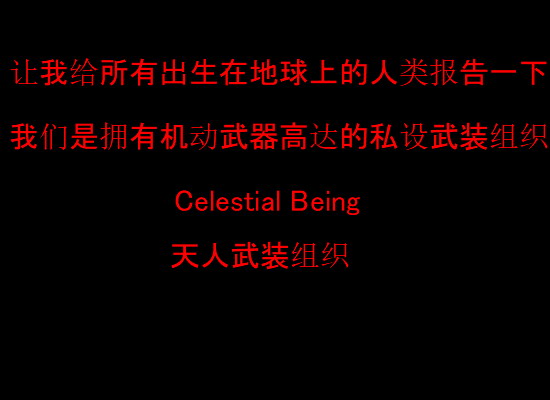 让我给所有出生在地球上的人类报告一下
我们是拥有机动武器高达的私设武装组织
Celestial Being
天人武装组织